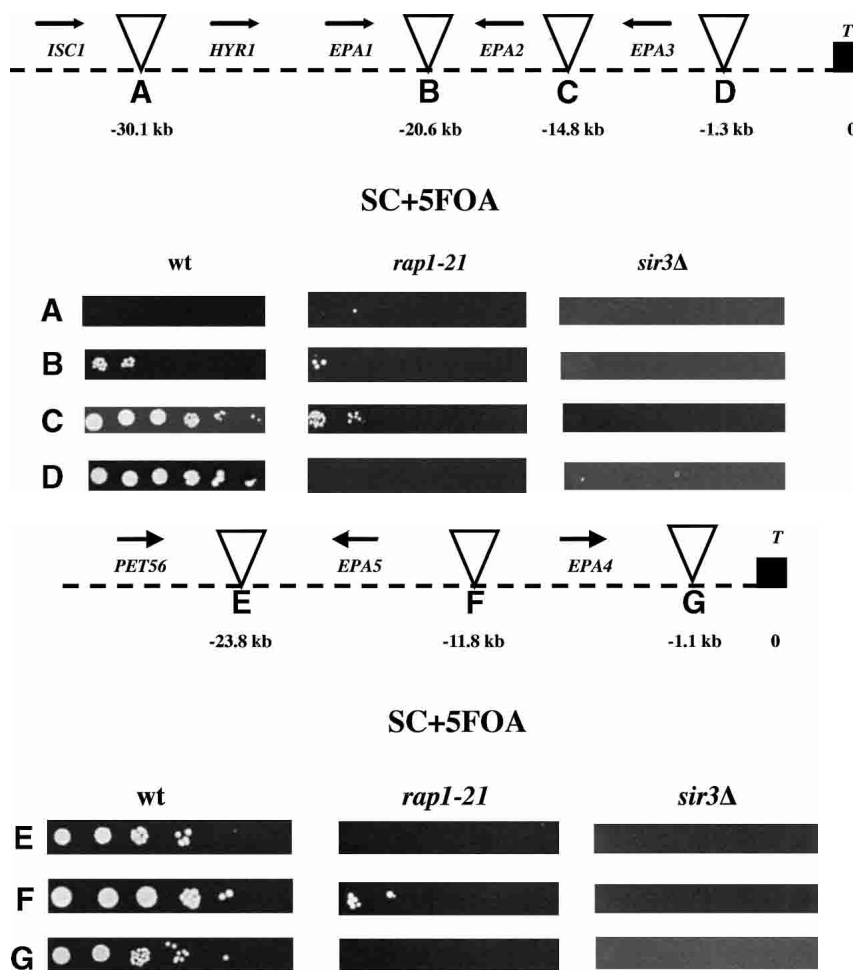 ISC1 HYR1 EPA1 EPA2 EPA3 T
A B C D
-30.1 kb -20.6 kb -14.8 kb -1.3 kb 0
SC+5FOA
wt rap1-21 sir3Δ
A
B
C
D
PET56 EPA5 EPA4 T
E F G
-23.8 kb -11.8 kb -1.1 kb 0
SC+5FOA
wt rap1-21 sir3Δ
E
F
G